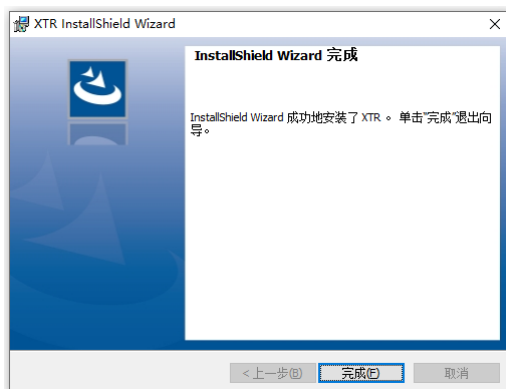 XTR InstallShield Wizard
InstallShield Wizard 完成
InstallShield Wizard 成功地安装了 XTR 。 单击"完成"退出向
导。
<上一步(B) 完成(F) 取消